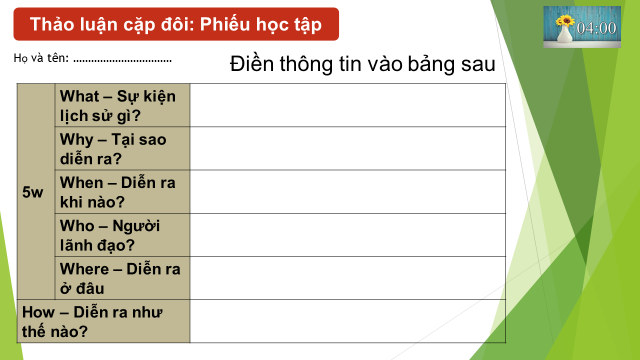 Thảo luận cặp đôi: Phiếu học tập
04:00
Họ và tên: ……………………………
Điền thông tin vào bảng sau
5w
What – Sự kiện
lịch sử gì?
Why – Tại sao
diễn ra?
When – Diễn ra
khi nào?
Who – Người
lãnh đạo?
Where – Diễn ra
ở đâu
How – Diễn ra như
thế nào?